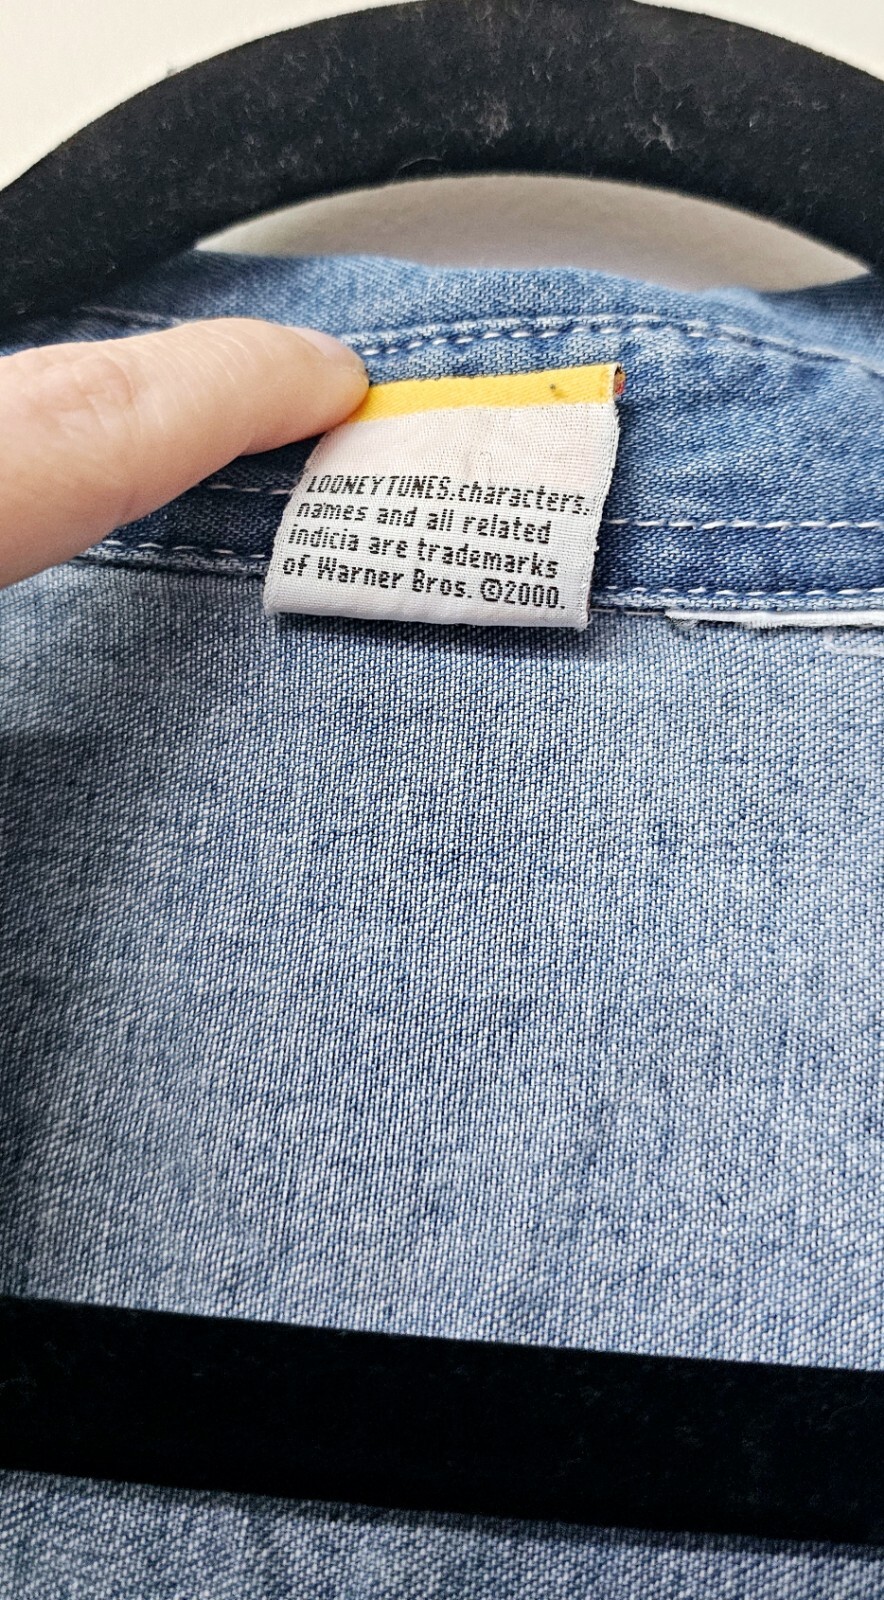 LOONEY TUNES.characters.
names and all related
indicia are trademarks
of Warner Bros. ©2000.